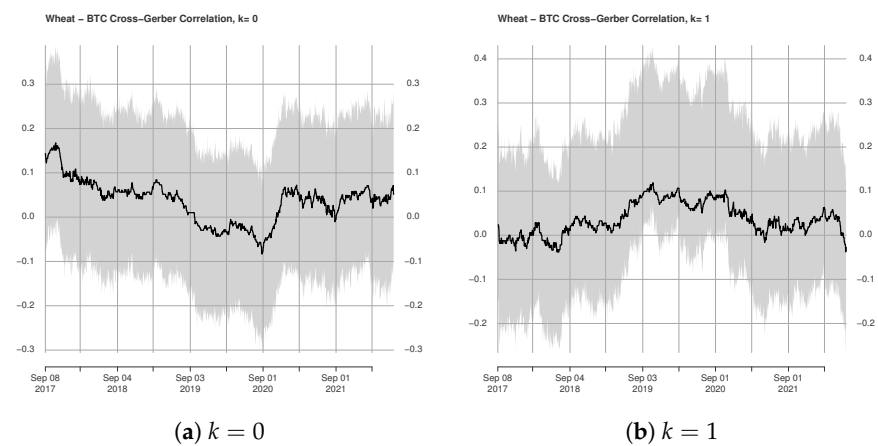 Wheat − BTC Cross−Gerber Correlation, k= 0
0.3 0.3
0.2 0.2
0.1 0.1
0.0 0.0
−0.1 −0.1
−0.2 −0.2
−0.3 −0.3
Sep 08 Sep 04 Sep 03 Sep 01 Sep 01
2017 2018 2019 2020 2021
(a) k = 0
Wheat − BTC Cross−Gerber Correlation, k= 1
0.4 0.4
0.3 0.3
0.2 0.2
0.1 0.1
0.0 0.0
−0.1 −0.1
−0.2 −0.2
Sep 08 Sep 04 Sep 03 Sep 01 Sep 01
2017 2018 2019 2020 2021
(b) k = 1